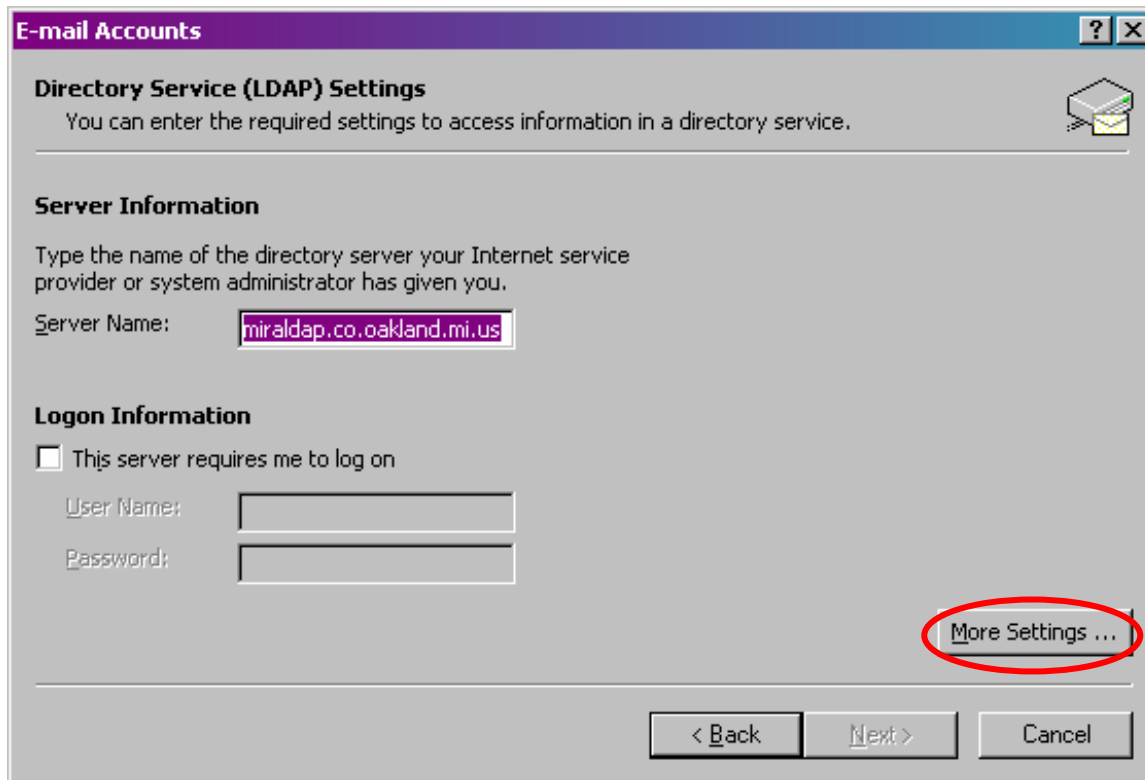 E-mail Accounts
Directory Service (LDAP) Settings
You can enter the required settings to access information in a directory service.
Server Information
Type the name of the directory server your Internet service
provider or system administrator has given you.
Server Name: miraldap.co.oakland.mi.us
Logon Information
This server requires me to log on
User Name:
Password:
More Settings ...
< Back Next > Cancel